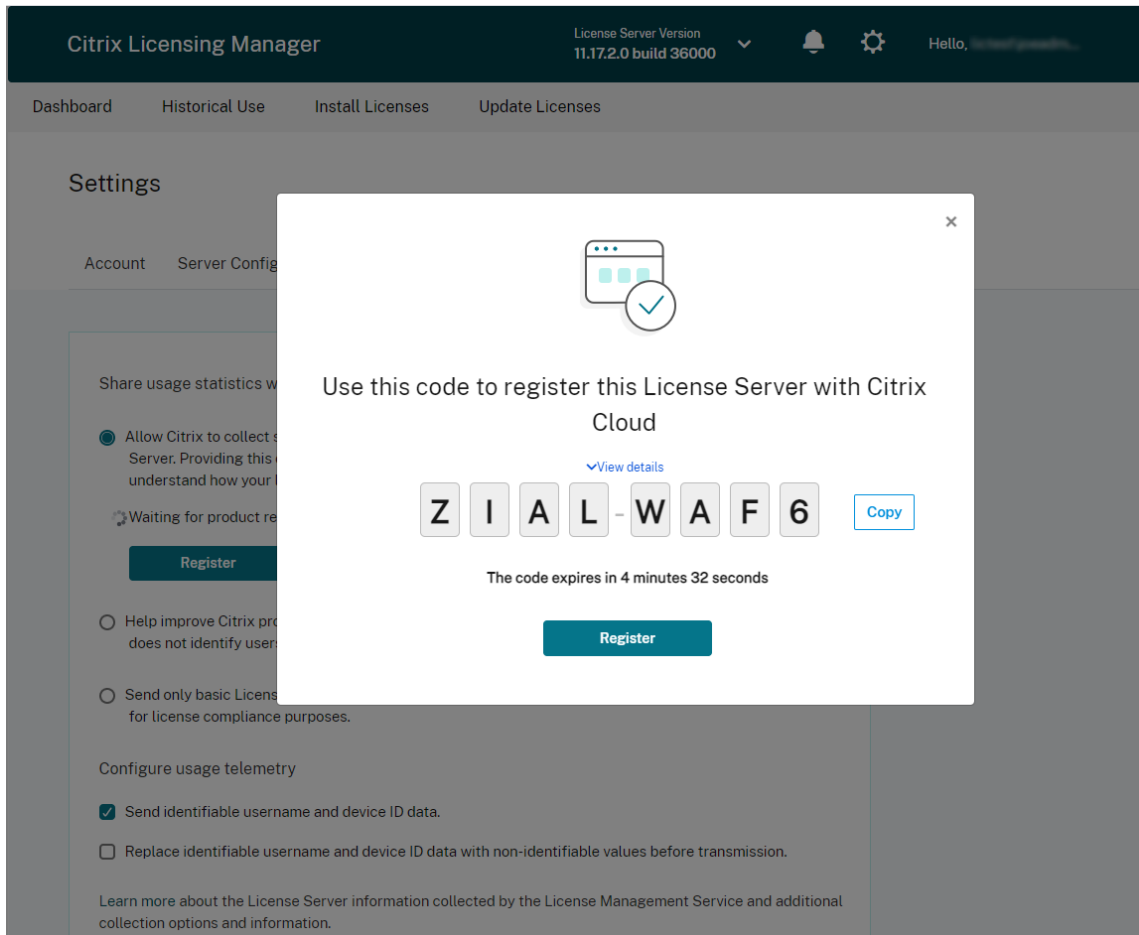 Citrix Licensing Manager
License Server Version
11.17.2.0 build 36000
Hello,
Dashboard Historical Use Install Licenses Update Licenses
Settings
Account Server Config
×
Use this code to register this License Server with Citrix
Cloud
View details
Z I A L - W A F 6
Copy
The code expires in 4 minutes 32 seconds
Register
Share usage statistics w
Allow Citrix to collect s
Server. Providing this
understand how your
Waiting for product re
Register
Help improve Citrix pro
does not identify user
Send only basic Licens
for license compliance purposes.
Configure usage telemetry
Send identifiable username and device ID data.
Replace identifiable username and device ID data with non-identifiable values before transmission.
Learn more about the License Server information collected by the License Management Service and additional
collection options and information.